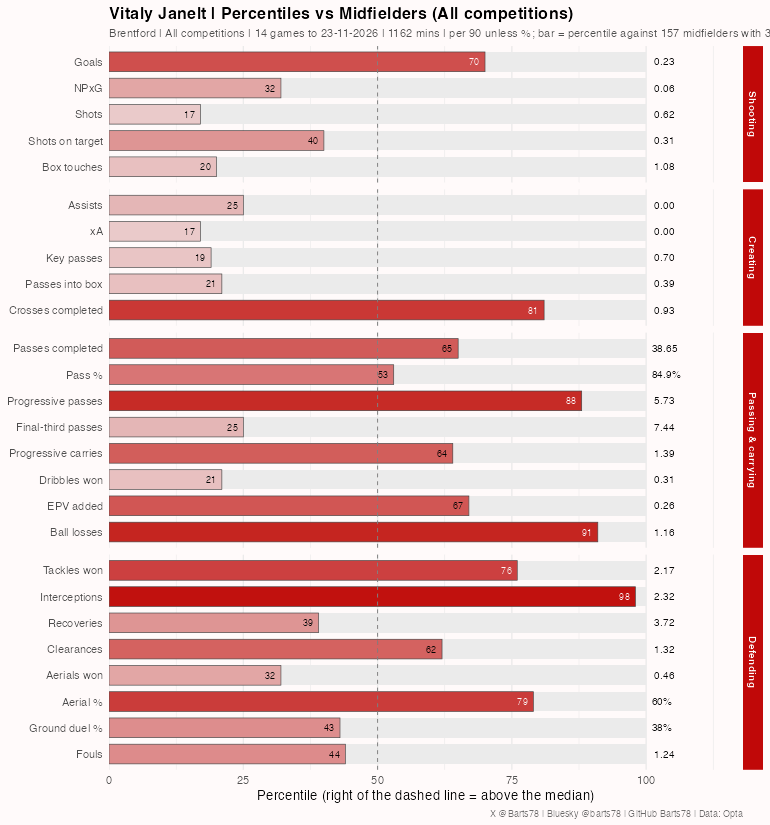 Vitaly Janelt | Percentiles vs Midfielders (All competitions)
Brentford | All competitions | 14 games to 23-11-2026 | 1162 mins | per 90 unless % ; bar = percentile against 157 midfielders with 3
Goals 70 0.23
NPxG 32 0.06
Shots 17 0.62
Shots on target 40 0.31
Box touches 20 1.08
Shooting
Assists 25 0.00
xA 17 0.00
Key passes 19 0.70
Passes into box 21 0.39
Crosses completed 81 0.93
Creating
Passes completed 65 38.65
Pass % 53 84.9%
Progressive passes 88 5.73
Final-third passes 25 7.44
Progressive carries 64 1.39
Dribbles won 21 0.31
EPV added 67 0.26
Ball losses 91 1.16
Passing & carrying
Tackles won 76 2.17
Interceptions 98 2.32
Recoveries 39 3.72
Clearances 62 1.32
Aerials won 32 0.46
Aerial % 79 60%
Ground duel % 43 38%
Fouls 44 1.24
Defending
0 25 50 75 100
Percentile (right of the dashed line = above the median)
X @Barts78 | Bluesky @barts78 | GitHub Barts78 | Data: Opta